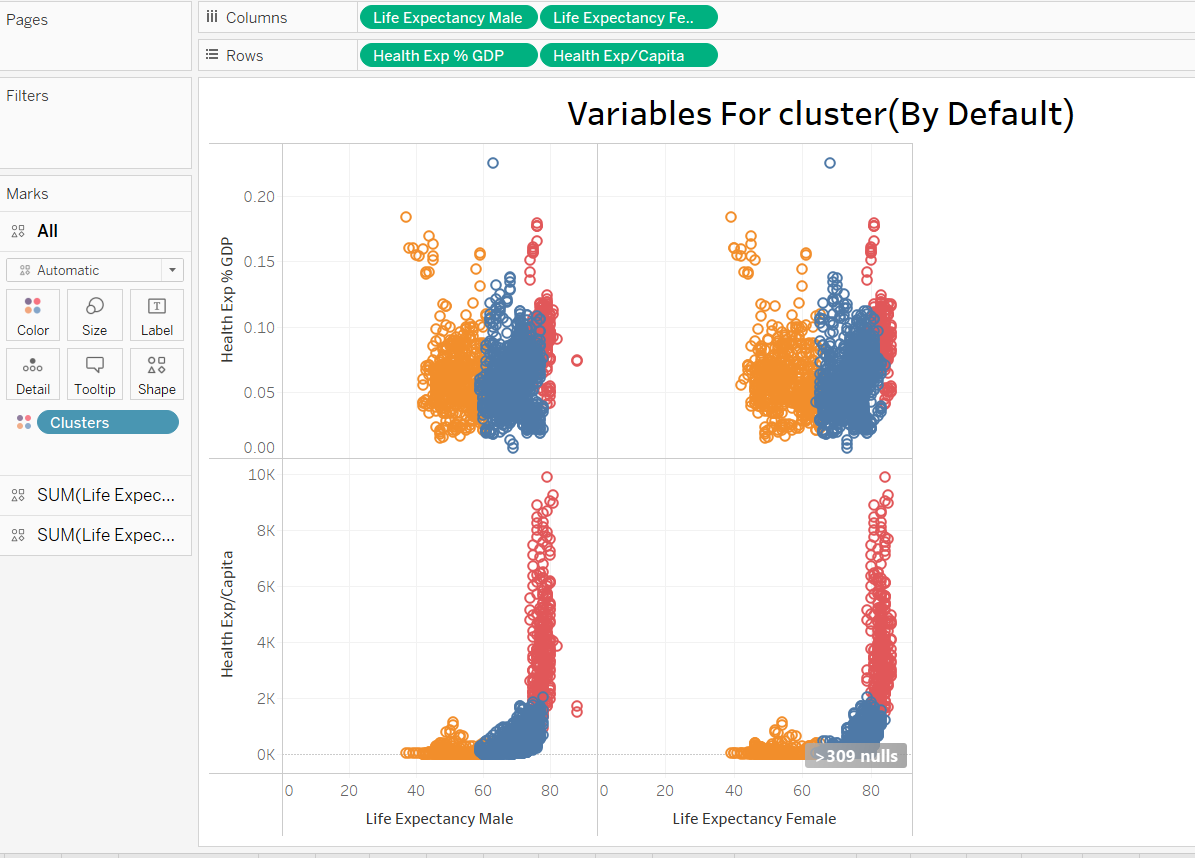 Pages
Columns
Life Expectancy Male
Life Expectancy Fe..
Rows
Health Exp % GDP
Health Exp/Capita
Filters
Variables For cluster(By Default)
Marks
All
Automatic
Color
Size
Label
Detail
Tooltip
Shape
Clusters
SUM(Life Expec...
SUM(Life Expec...
Health Exp % GDP
0.20
0.15
0.10
0.05
0.00
Health Exp/Capita
10K
8K
6K
4K
2K
0K
>309 nulls
0 20 40 60 80 0 20 40 60 80
Life Expectancy Male
Life Expectancy Female